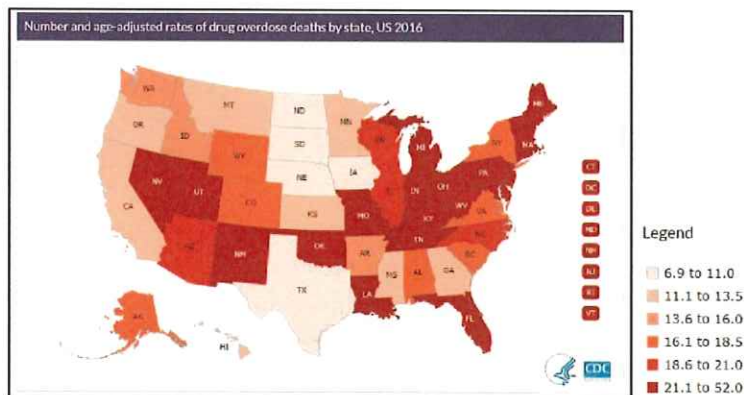 Number and age-adjusted rates of drug overdose deaths by state, US 2016
WA
MT
ND
MN
ME
OR
ID
SD
WY
MI
NY
MA
NE
IA
PA
NV
UT
CO
KS
MO
IN
OH
WV
VA
KY
CA
OK
AR
TN
NC
SC
NM
MS
AL
GA
TX
LA
FL
AK
HI
CT
DC
DE
MD
NH
NJ
RI
VT
CDC
Legend
6.9 to 11.0
11.1 to 13.5
13.6 to 16.0
16.1 to 18.5
18.6 to 21.0
21.1 to 52.0